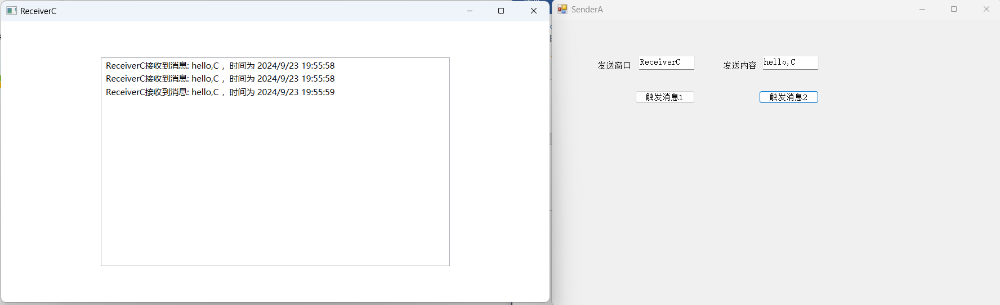 ReceiverC
ReceiverC接收到消息: hello,C ，时间为 2024/9/23 19:55:58
ReceiverC接收到消息: hello,C ，时间为 2024/9/23 19:55:58
ReceiverC接收到消息: hello,C ，时间为 2024/9/23 19:55:59
SenderA
发送窗口 ReceiverC 发送内容 hello,C
触发消息1 触发消息2